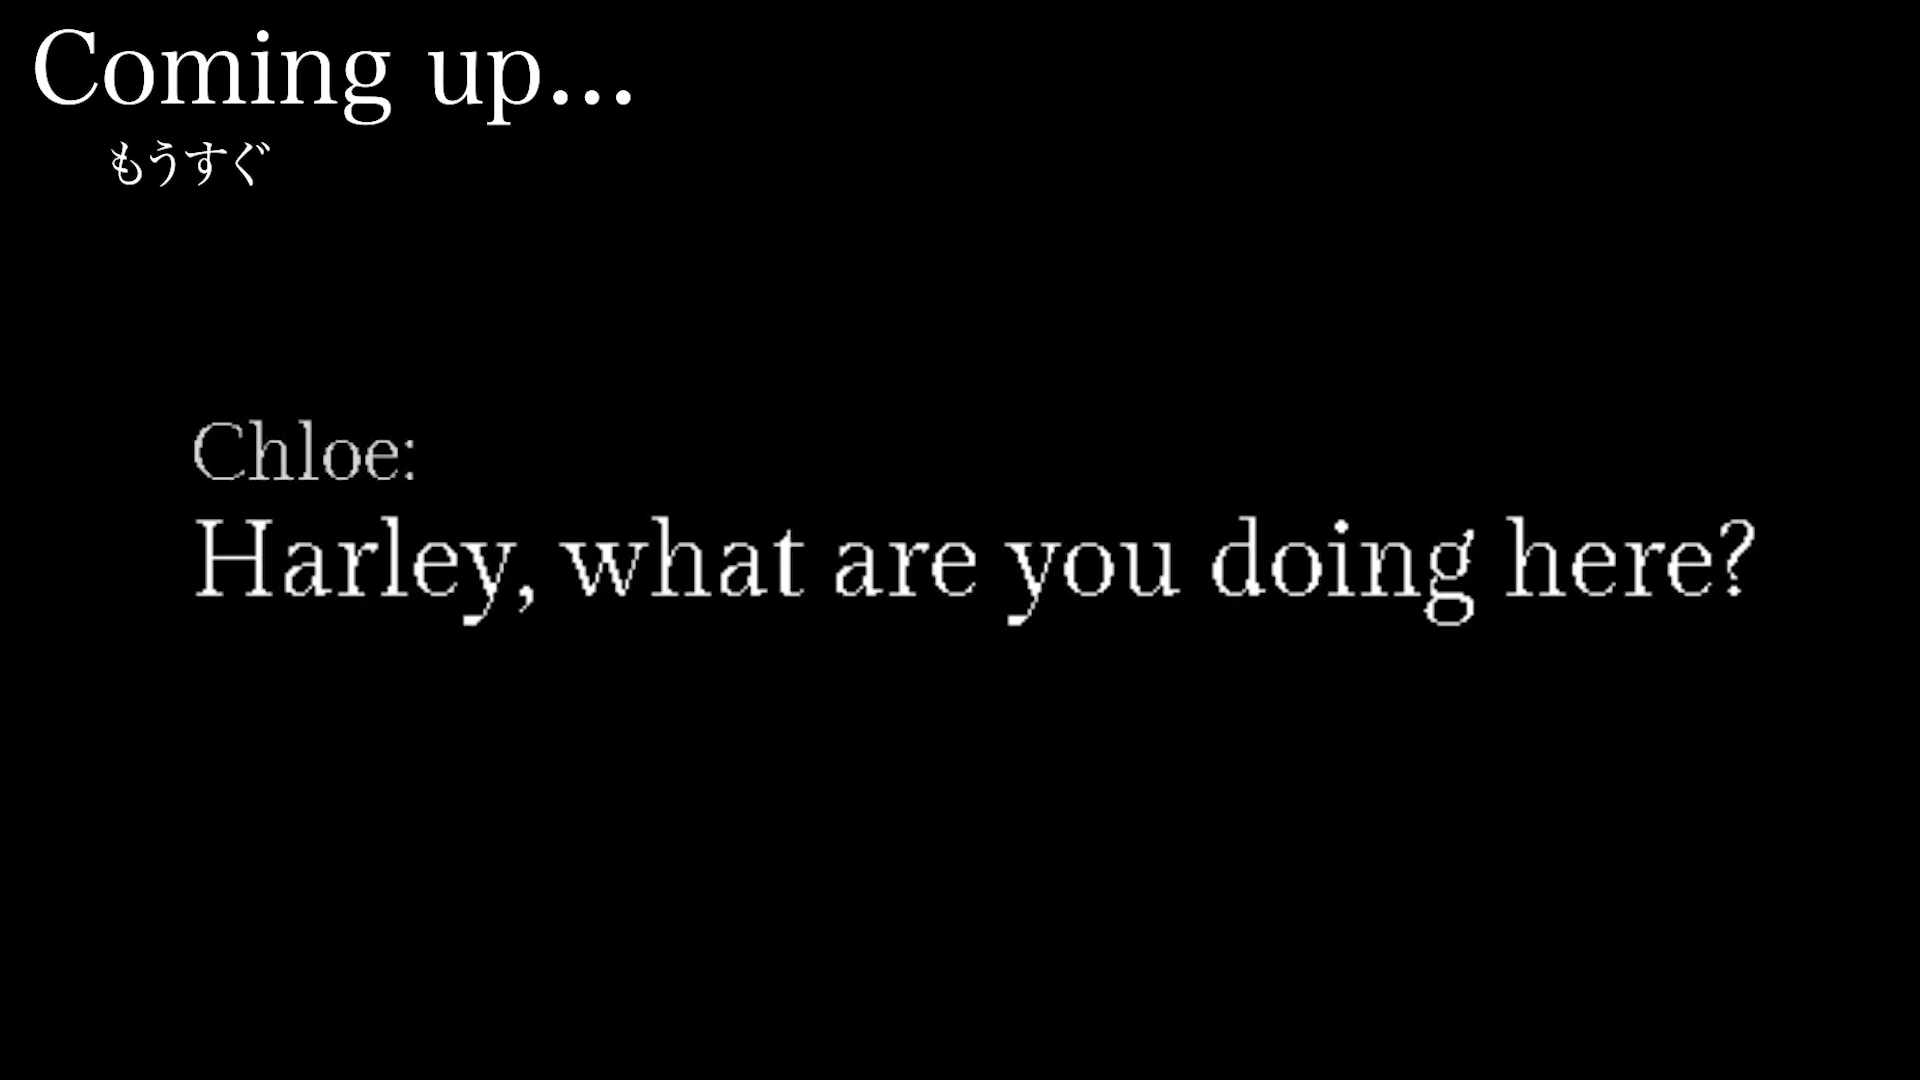 Coming up...
もうすぐ
Chloe:
Harley, what are you doing here?